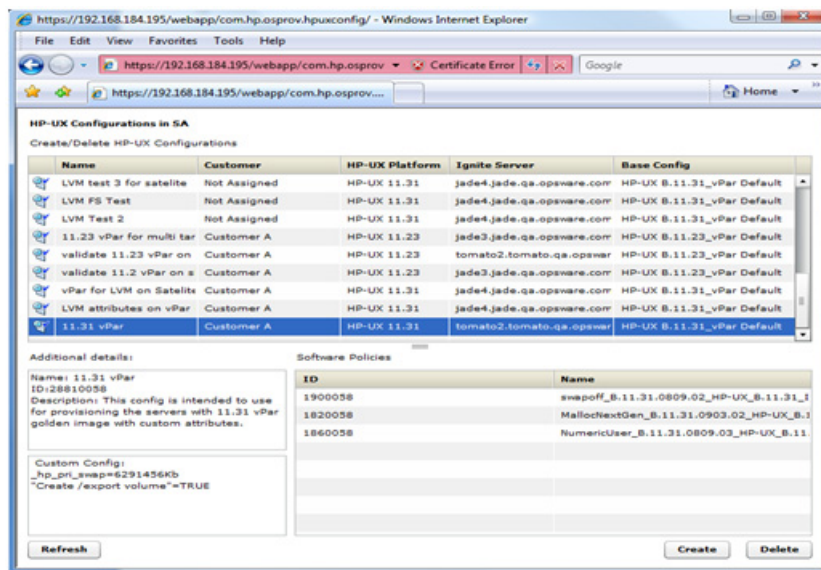 https://192.168.184.195/webapp/com.hp.osprov.hpuxconfig/ - Windows Internet Explorer
File Edit View Favorites Tools Help
https://192.168.184.195/webapp/com.hp.osprov Certificate Error Google
https://192.168.184.195/webapp/com.hp.osprov.... Home
HP-UX Configurations in SA
Create/Delete HP-UX Configurations
Name Customer HP-UX Platform Ignite Server Base Config
LVM test 3 for satelite Not Assigned HP-UX 11.31 jade4.jade.qa.opsware.com HP-UX B.11.31_vPar Default
LVM FS Test Not Assigned HP-UX 11.31 jade4.jade.qa.opsware.com HP-UX B.11.31_vPar Default
LVM Test 2 Not Assigned HP-UX 11.31 jade4.jade.qa.opsware.com HP-UX B.11.31_vPar Default
11.23 vPar for multi tar Customer A HP-UX 11.23 jade3.jade.qa.opsware.com HP-UX B.11.23_vPar Default
validate 11.23 vPar on Customer A HP-UX 11.23 tomato2.tomato.qa.opswar HP-UX B.11.23_vPar Default
validate 11.2 vPar on s Customer A HP-UX 11.23 jade3.jade.qa.opsware.com HP-UX B.11.23_vPar Default
vPar for LVM on Satelite Customer A HP-UX 11.31 jade4.jade.qa.opsware.com HP-UX B.11.31_vPar Default
LVM attributes on vPar Customer A HP-UX 11.31 jade4.jade.qa.opsware.com HP-UX B.11.31_vPar Default
11.31 vPar Customer A HP-UX 11.31 tomato2.tomato.qa.opswar HP-UX B.11.31_vPar Default
Additional details:
Name: 11.31 vPar
ID:28810058
Description: This config is intended to use
for provisioning the servers with 11.31 vPar
golden image with custom attributes.
Custom Config:
_hp_pri_swap=6291456Kb
"Create /export volume"=TRUE
Software Policies
ID Name
1900058 swapoff_B.11.31.0809.02_HP-UX_B.11.31_I
1820058 MallocNextGen_B.11.31.0903.02_HP-UX_B.1
1860058 NumericUser_B.11.31.0809.03_HP-UX_B.11.
Refresh Create Delete